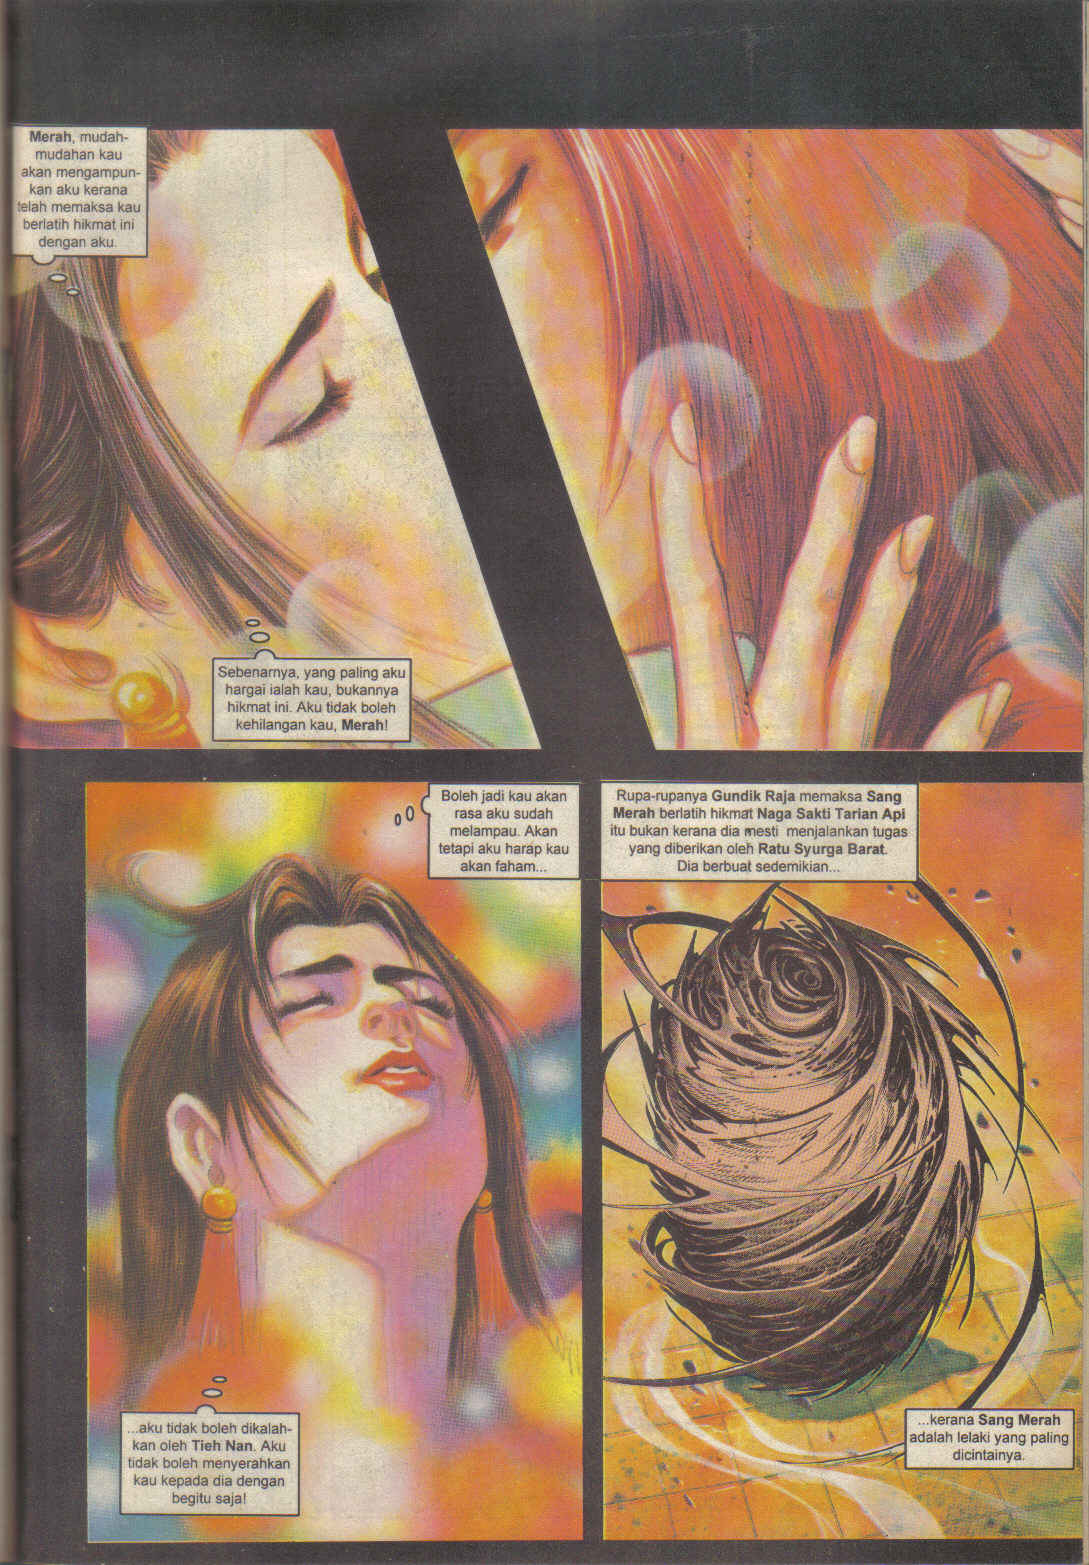 Merah, mudah-
mudahan kau
akan mengampun-
kan aku kerana
telah memaksa kau
berlatih hikmat ini
dengan aku.
Sebenarnya, yang paling aku
hargai ialah kau, bukannya
hikmat ini. Aku tidak boleh
kehilangan kau, Merah!
Boleh jadi kau akan
rasa aku sudah
melampau. Akan
tetapi aku harap kau
akan faham...
...aku tidak boleh dikalah-
kan oleh Tieh Nan. Aku
tidak boleh menyerahkan
kau kepada dia dengan
begitu saja!
Rupa-rupanya Gundik Raja memaksa Sang
Merah berlatih hikmat Naga Sakti Tarian Api
itu bukan kerana dia mesti menjalankan tugas
yang diberikan oleh Ratu Syurga Barat.
Dia berbuat sedemikian...
...kerana Sang Merah
adalah lelaki yang paling
dicintainya.